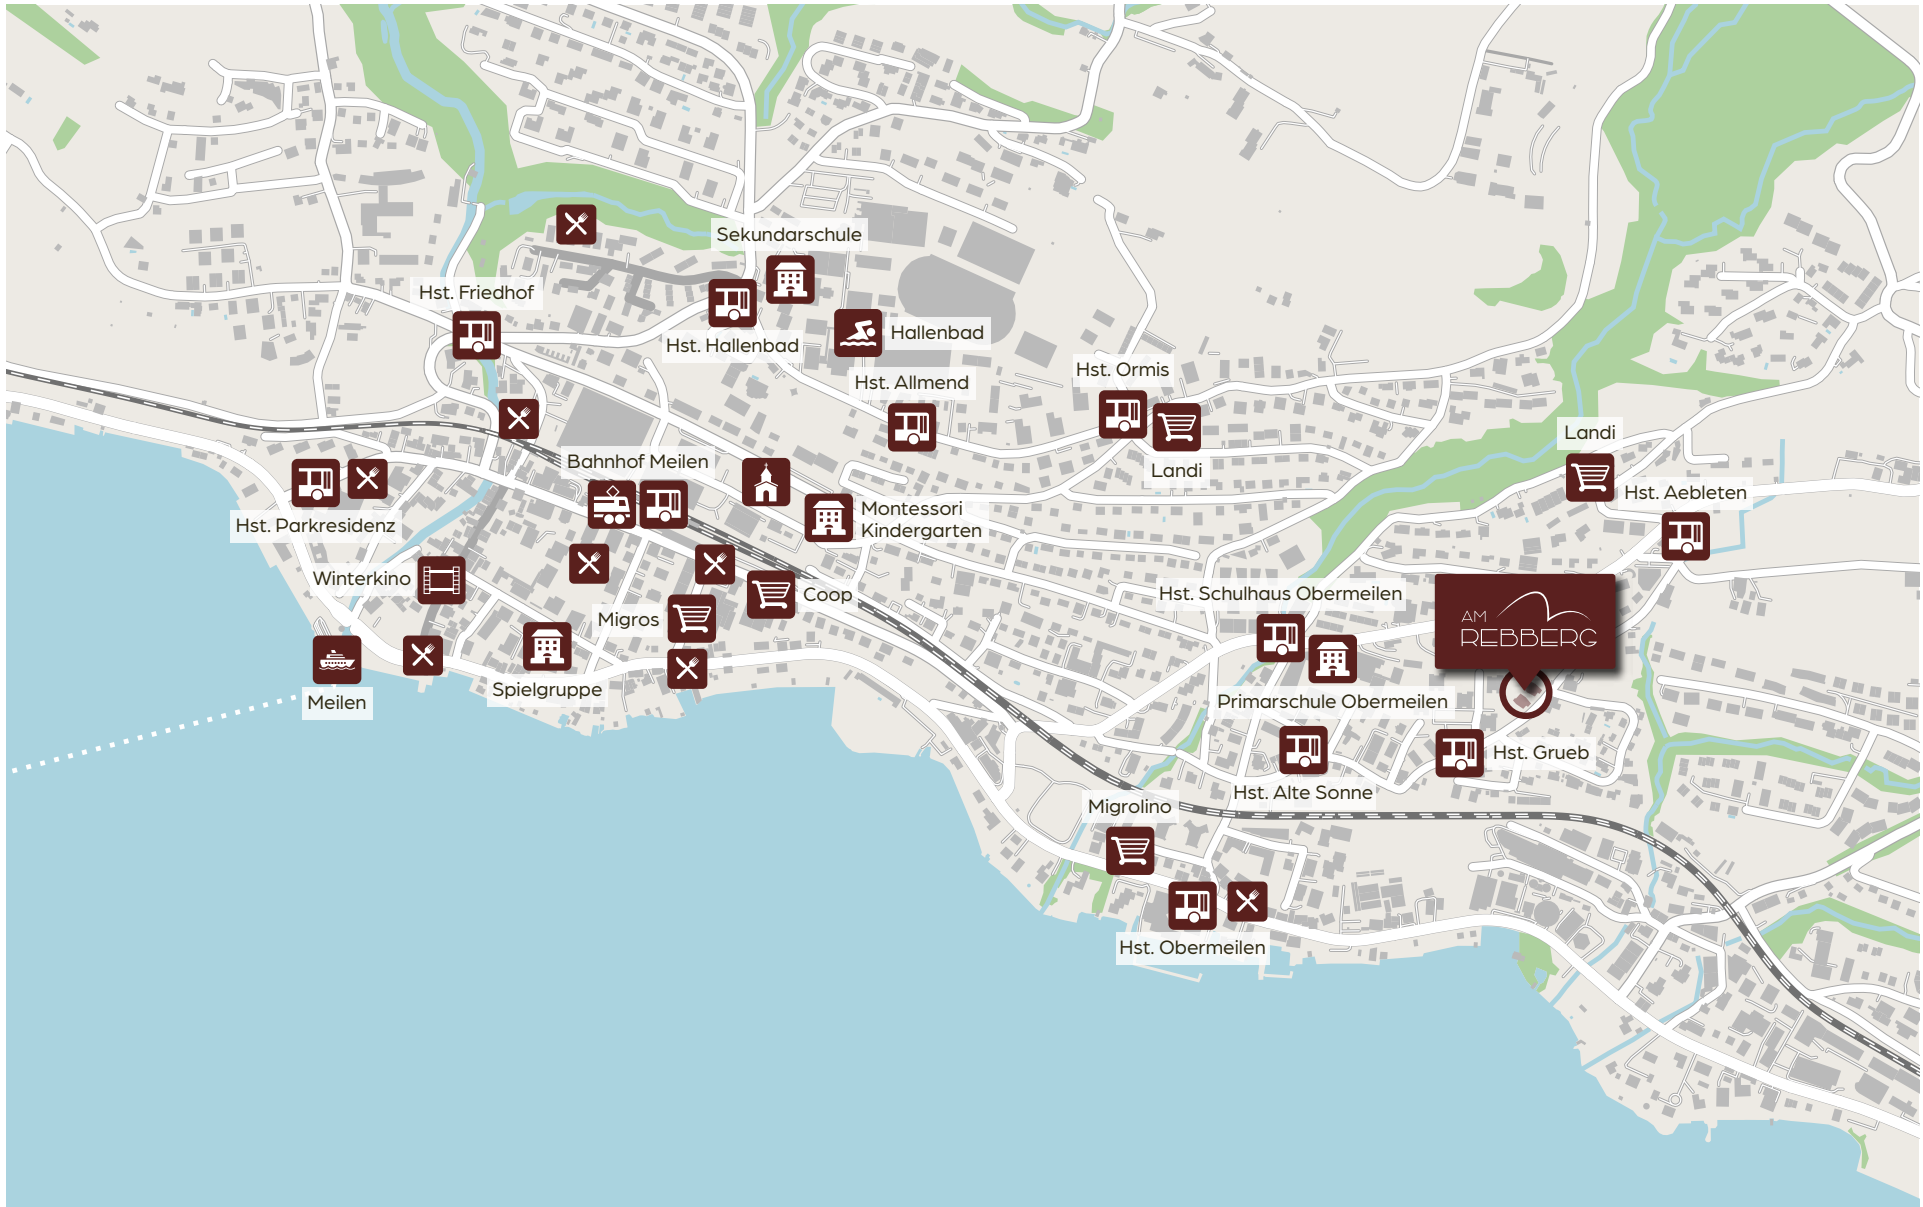 Sekundarschule
Hst. Friedhof
Hallenbad
Hst. Hallenbad
Hst. Ormis
Hst. Allmend
Landi
Bahnhof Meilen
Landi
Hst. Aebleten
Montessori
Kindergarten
Hst. Parkresidenz
Winterkino
Coop
Hst. Schulhaus Obermeilen
Migros
AM
REBBERG
Spielgruppe
Meilen
Primarschule Obermeilen
Hst. Grueb
Hst. Alte Sonne
Migrolino
Hst. Obermeilen